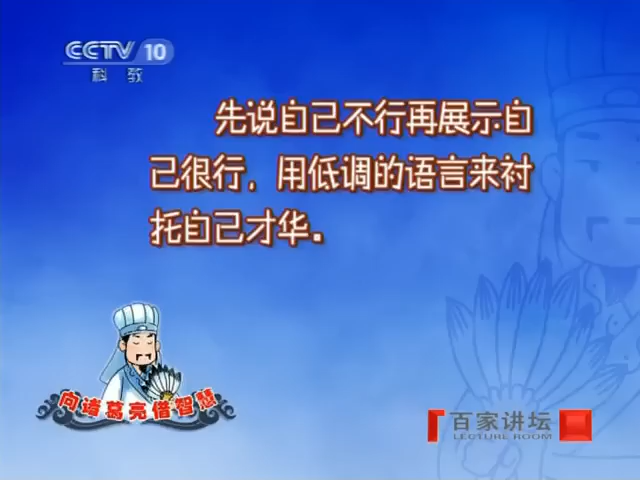 CCTV 10
科教
先说自己不行再展示自
己很行，用低调的语言来衬
托自己才华。
向诸葛亮借智慧
百家讲坛
LECTURE ROOM